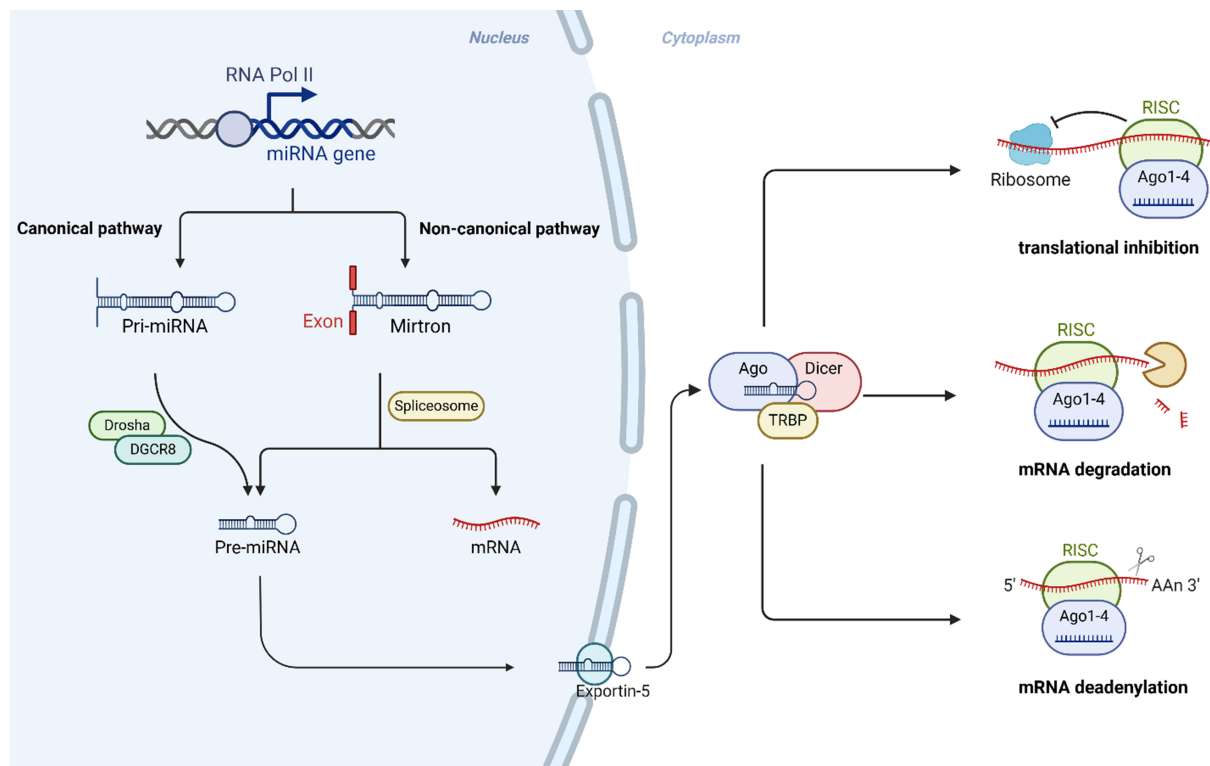 Nucleus
Cytoplasm
RNA Pol II
miRNA gene
Canonical pathway
Non-canonical pathway
Pri-miRNA
Exon
Mirtron
Drosha
DGCR8
Spliceosome
Pre-miRNA
mRNA
Exportin-5
Ago
Dicer
TRBP
RISC
Ribosome
Ago1-4
translational inhibition
RISC
Ago1-4
mRNA degradation
RISC
5'
AAn 3'
Ago1-4
mRNA deadenylation